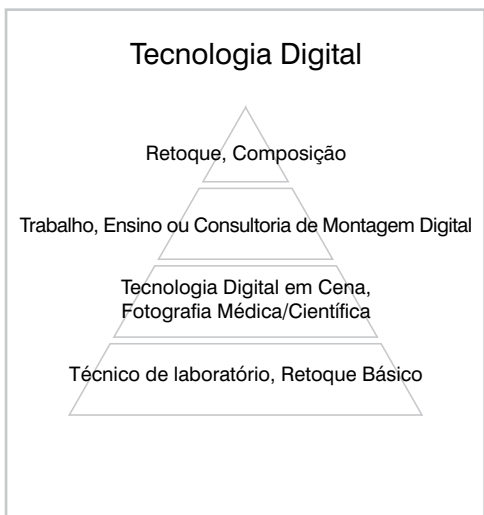 Tecnologia Digital
Retoque, Composição
Trabalho, Ensino ou Consultoria de Montagem Digital
Tecnologia Digital em Cena,
Fotografia Médica/Científica
Técnico de laboratório, Retoque Básico